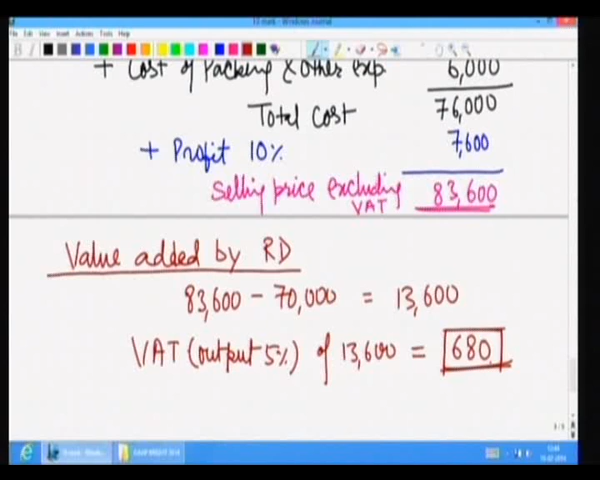 + Cost of Packing & other exp. 6,000
Total Cost 76,000
+ Profit 10% 7,600
Selling price excluding VAT 83,600
Value added by RD
83,600 - 70,000 = 13,600
VAT (output 5%) of 13,600 = 680